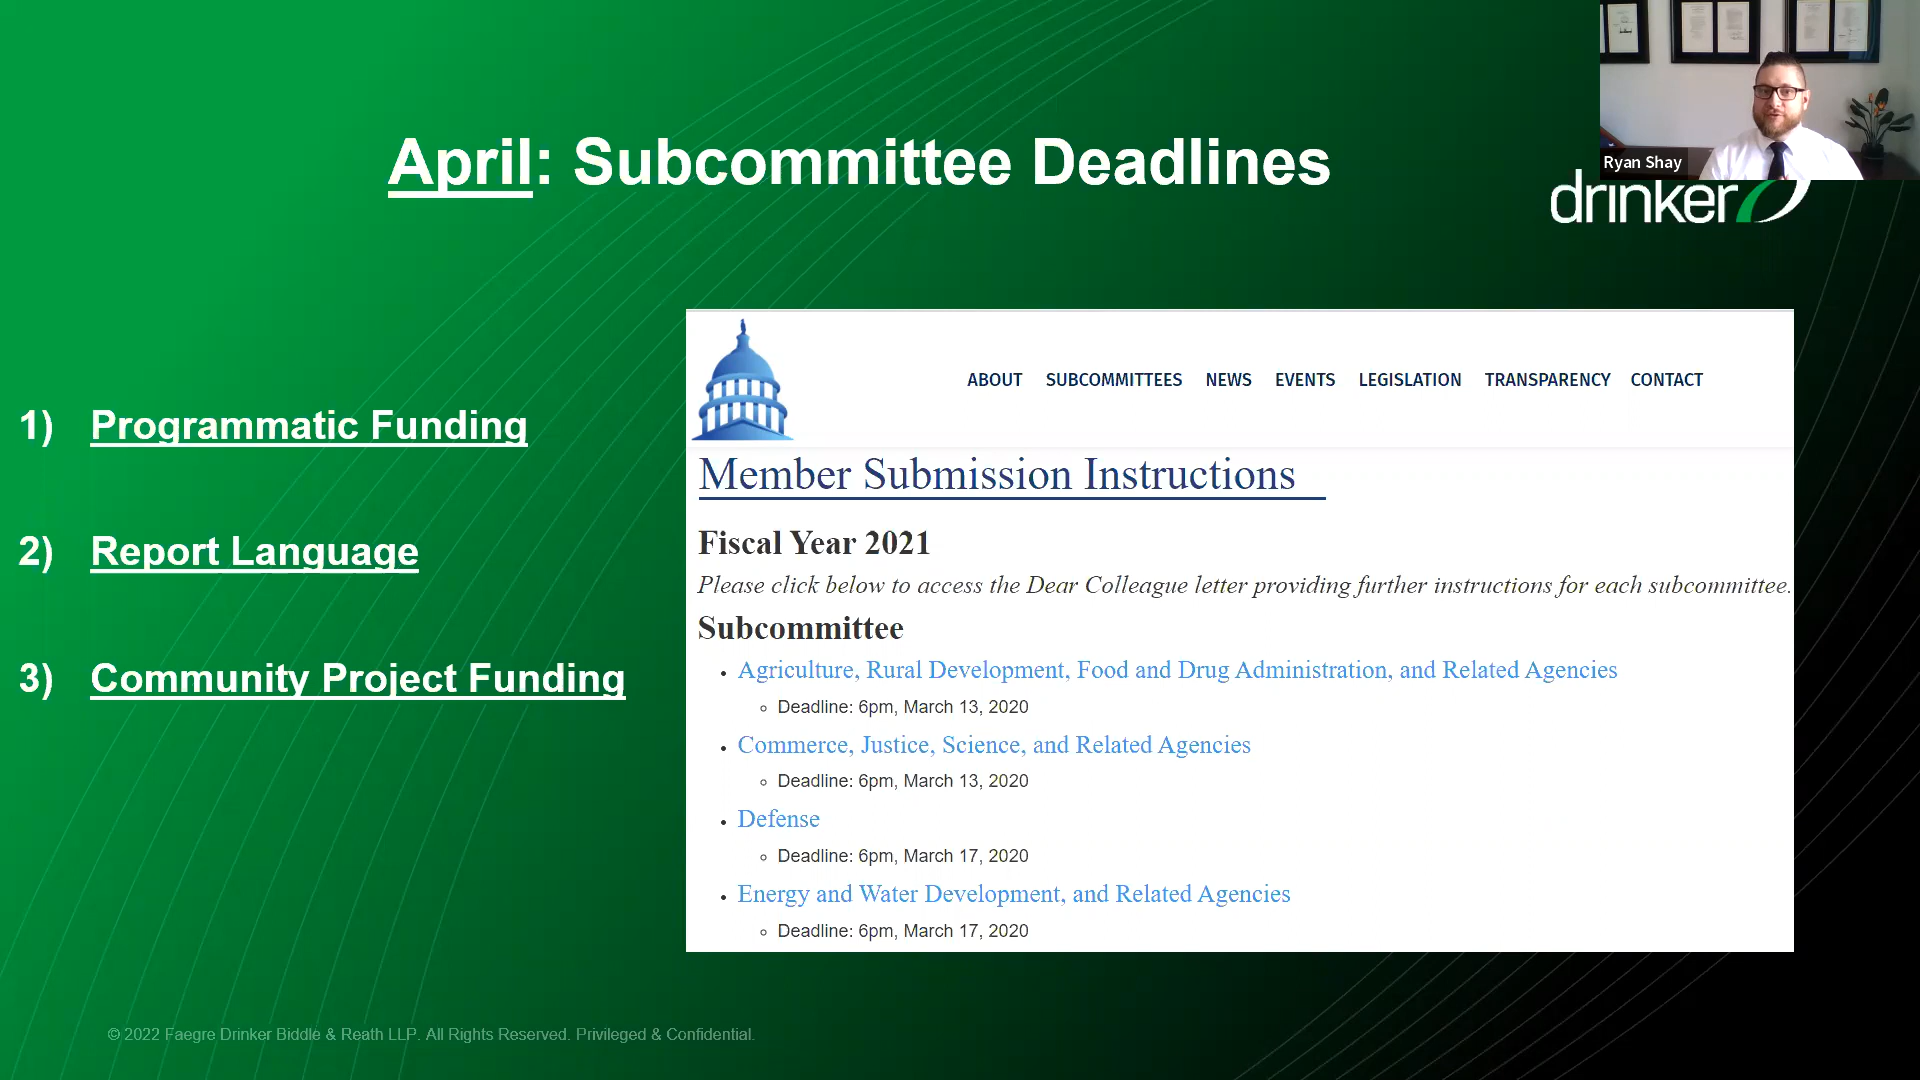 April: Subcommittee Deadlines
Ryan Shay
drinker
1) Programmatic Funding
2) Report Language
3) Community Project Funding
ABOUT SUBCOMMITTEES NEWS EVENTS LEGISLATION TRANSPARENCY CONTACT
Member Submission Instructions
Fiscal Year 2021
Please click below to access the Dear Colleague letter providing further instructions for each subcommittee.
Subcommittee
• Agriculture, Rural Development, Food and Drug Administration, and Related Agencies
○ Deadline: 6pm, March 13, 2020
• Commerce, Justice, Science, and Related Agencies
○ Deadline: 6pm, March 13, 2020
• Defense
○ Deadline: 6pm, March 17, 2020
• Energy and Water Development, and Related Agencies
○ Deadline: 6pm, March 17, 2020
© 2022 Faegre Drinker Biddle & Reath LLP. All Rights Reserved. Privileged & Confidential.